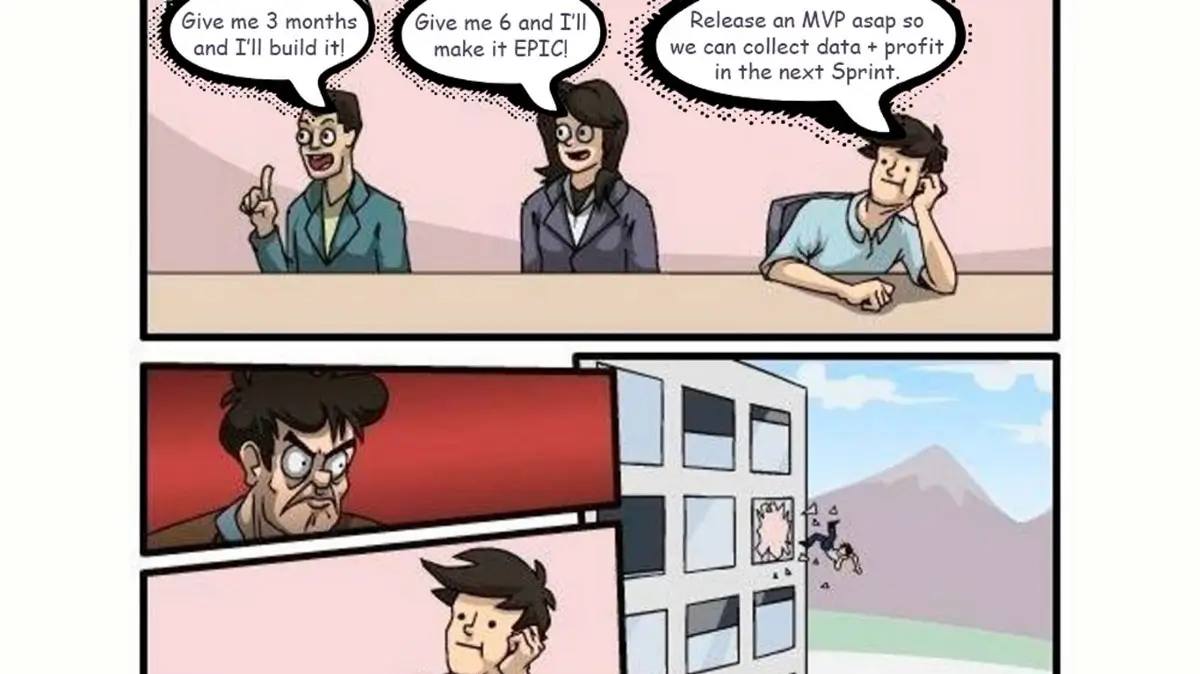 Give me 3 months
and I'll build it!
Give me 6 and I'll
make it EPIC!
Release an MVP asap so
we can collect data + profit
in the next Sprint.